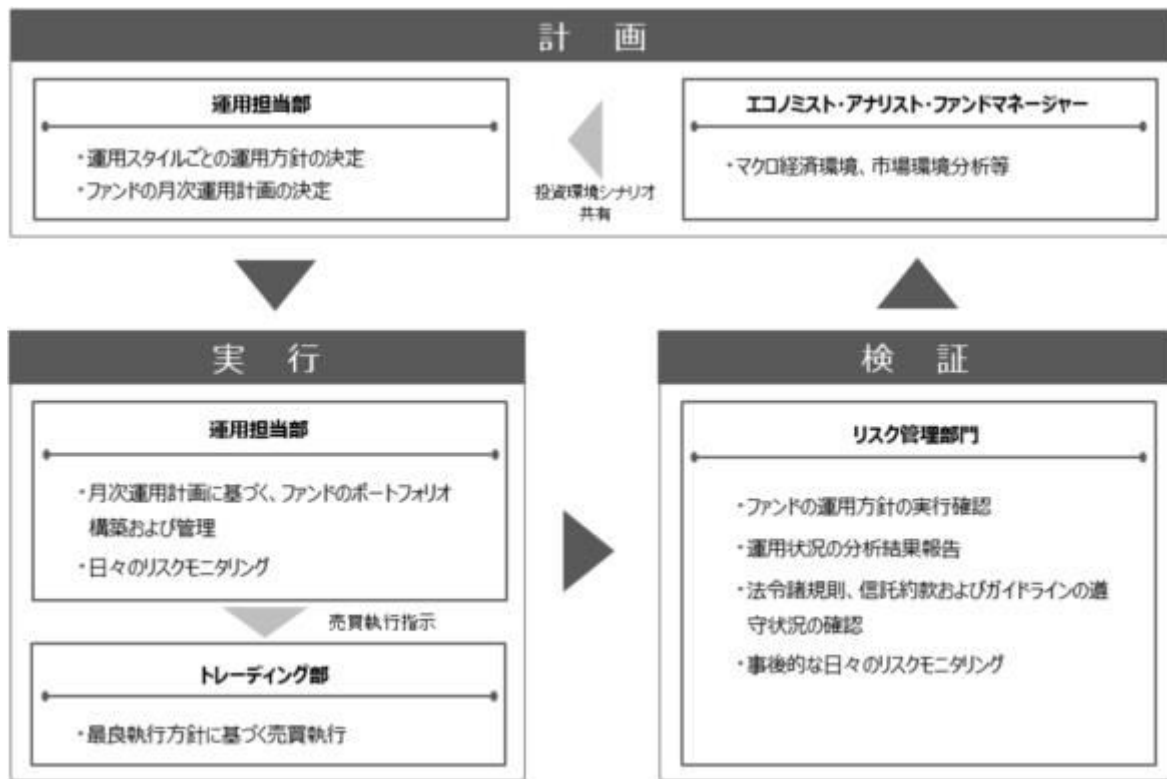 計 画
運用担当部
・運用スタイルごとの運用方針の決定
・ファンドの月次運用計画の決定
投資環境シナリオ
共有
エコノミスト・アナリスト・ファンドマネージャー
・マクロ経済環境、市場環境分析等
実 行
運用担当部
・月次運用計画に基づく、ファンドのポートフォリオ
構築および管理
・日々のリスクモニタリング
売買執行指示
トレーディング部
・最良執行方針に基づく売買執行
検 証
リスク管理部門
・ファンドの運用方針の実行確認
・運用状況の分析結果報告
・法令諸規則、信託約款およびガイドラインの遵
守状況の確認
・事後的な日々のリスクモニタリング